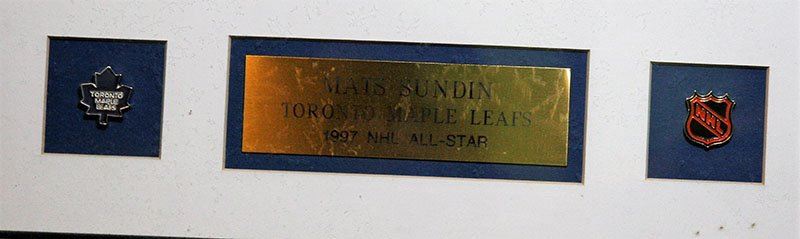 TORONTO
MAPLE
LEAFS
MATS SUNDIN
TORONTO MAPLE LEAFS
1997 NHL ALL-STAR
NHL